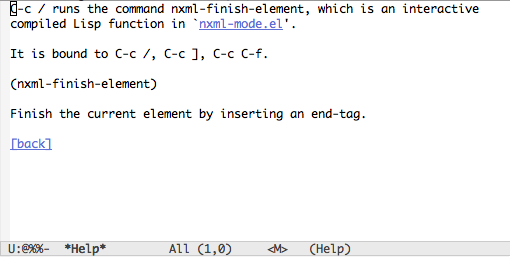 C-c / runs the command nxml-finish-element, which is an interactive
compiled Lisp function in `nxml-mode.el'.
It is bound to C-c /, C-c ], C-c C-f.
(nxml-finish-element)
Finish the current element by inserting an end-tag.
[back]
U:@%%-  *Help*         All (1,0)     <M>   (Help)